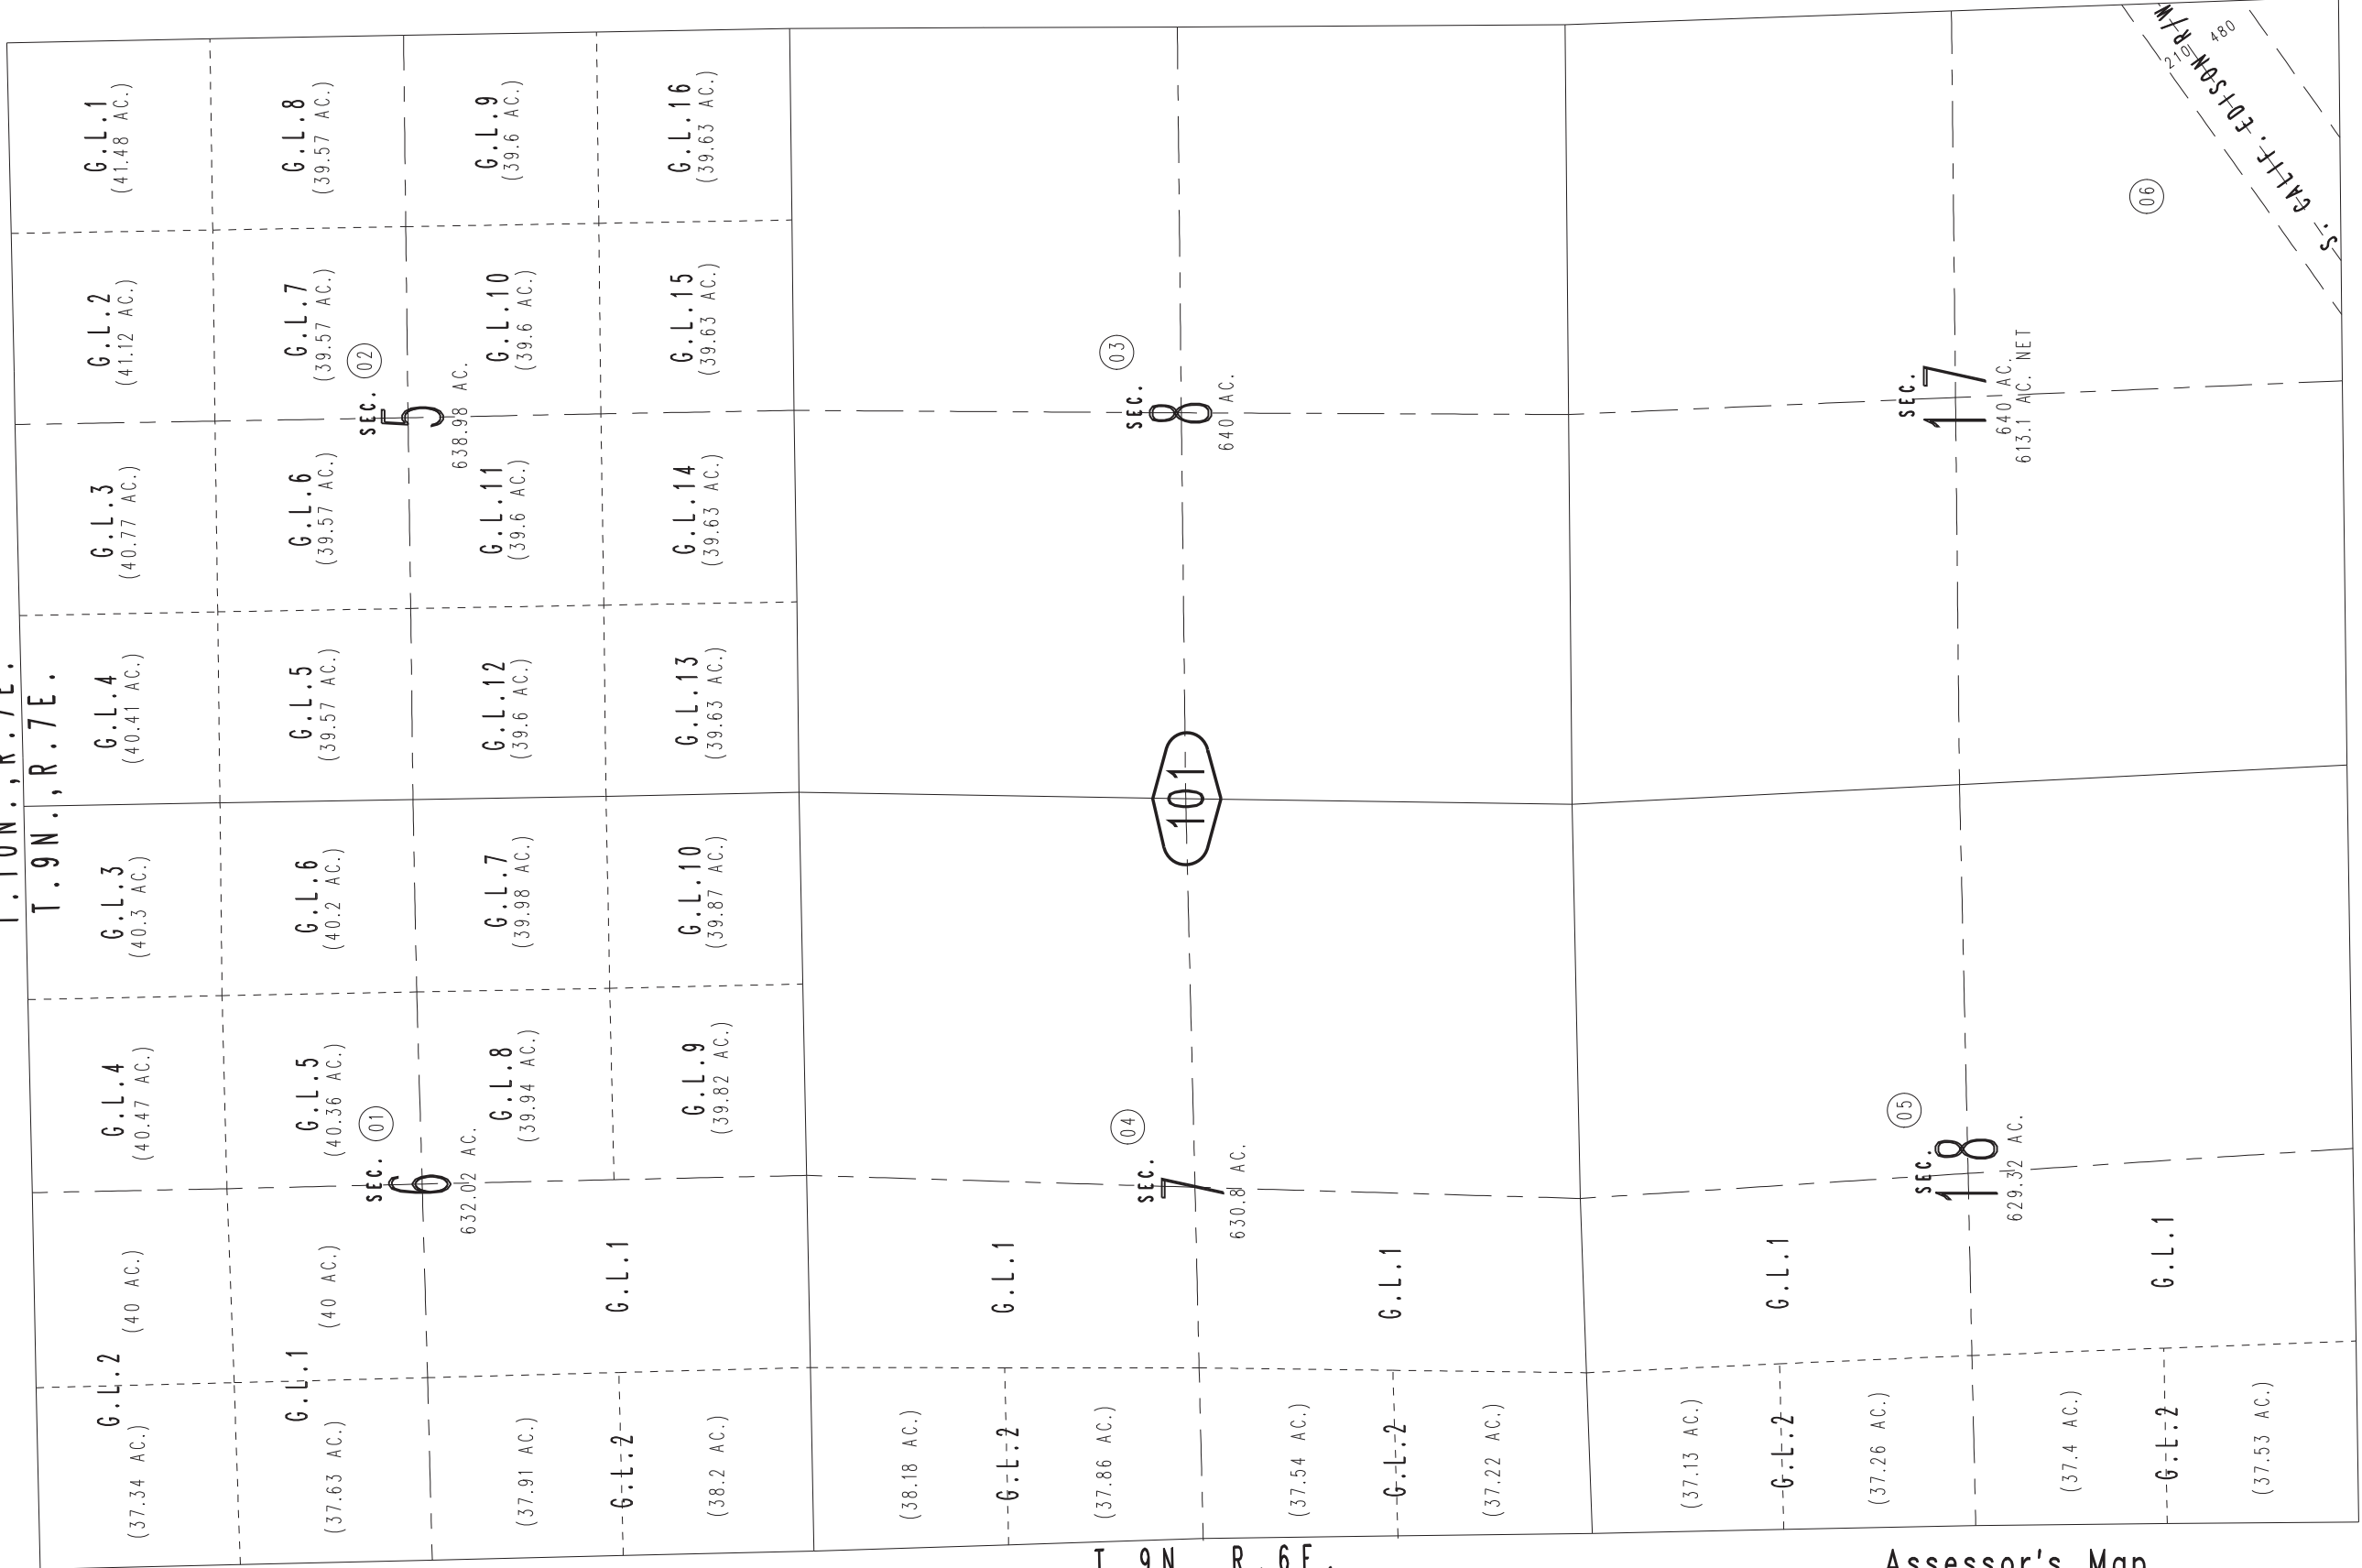 T.10N.,R.7E.
T.9N.,R.7E.
G.L.1
(41.48 AC.)
G.L.8
(39.57 AC.)
G.L.9
(39.6 AC.)
G.L.16
(39.63 AC.)
G.L.2
(41.12 AC.)
G.L.7
(39.57 AC.)
G.L.10
(39.6 AC.)
G.L.15
(39.63 AC.)
SEC.
5
02
638.98 AC.
G.L.3
(40.77 AC.)
G.L.6
(39.57 AC.)
G.L.11
(39.6 AC.)
G.L.14
(39.63 AC.)
G.L.4
(40.41 AC.)
G.L.5
(39.57 AC.)
G.L.12
(39.6 AC.)
G.L.13
(39.63 AC.)
SEC.
8
03
640 AC.
SEC.
17
640 AC.
613.1 AC. NET
06
S. CALIF. EDISON R/W
210
480
101
G.L.3
(40.3 AC.)
G.L.6
(40.2 AC.)
G.L.7
(39.98 AC.)
G.L.10
(39.87 AC.)
G.L.4
(40.47 AC.)
G.L.5
(40.36 AC.)
G.L.8
(39.94 AC.)
G.L.9
(39.82 AC.)
SEC.
6
01
632.02 AC.
SEC.
7
04
630.8 AC.
SEC.
18
05
629.32 AC.
(40 AC.)
G.L.2
(37.34 AC.)
(40 AC.)
G.L.1
(37.63 AC.)
G.L.1
(37.91 AC.)
G.L.2
(38.2 AC.)
G.L.1
(38.18 AC.)
G.L.2
(37.86 AC.)
G.L.1
(37.54 AC.)
G.L.2
(37.22 AC.)
G.L.1
(37.13 AC.)
G.L.2
(37.26 AC.)
G.L.1
(37.4 AC.)
G.L.2
(37.53 AC.)
T.9N., R.6E.
Assessor's Map